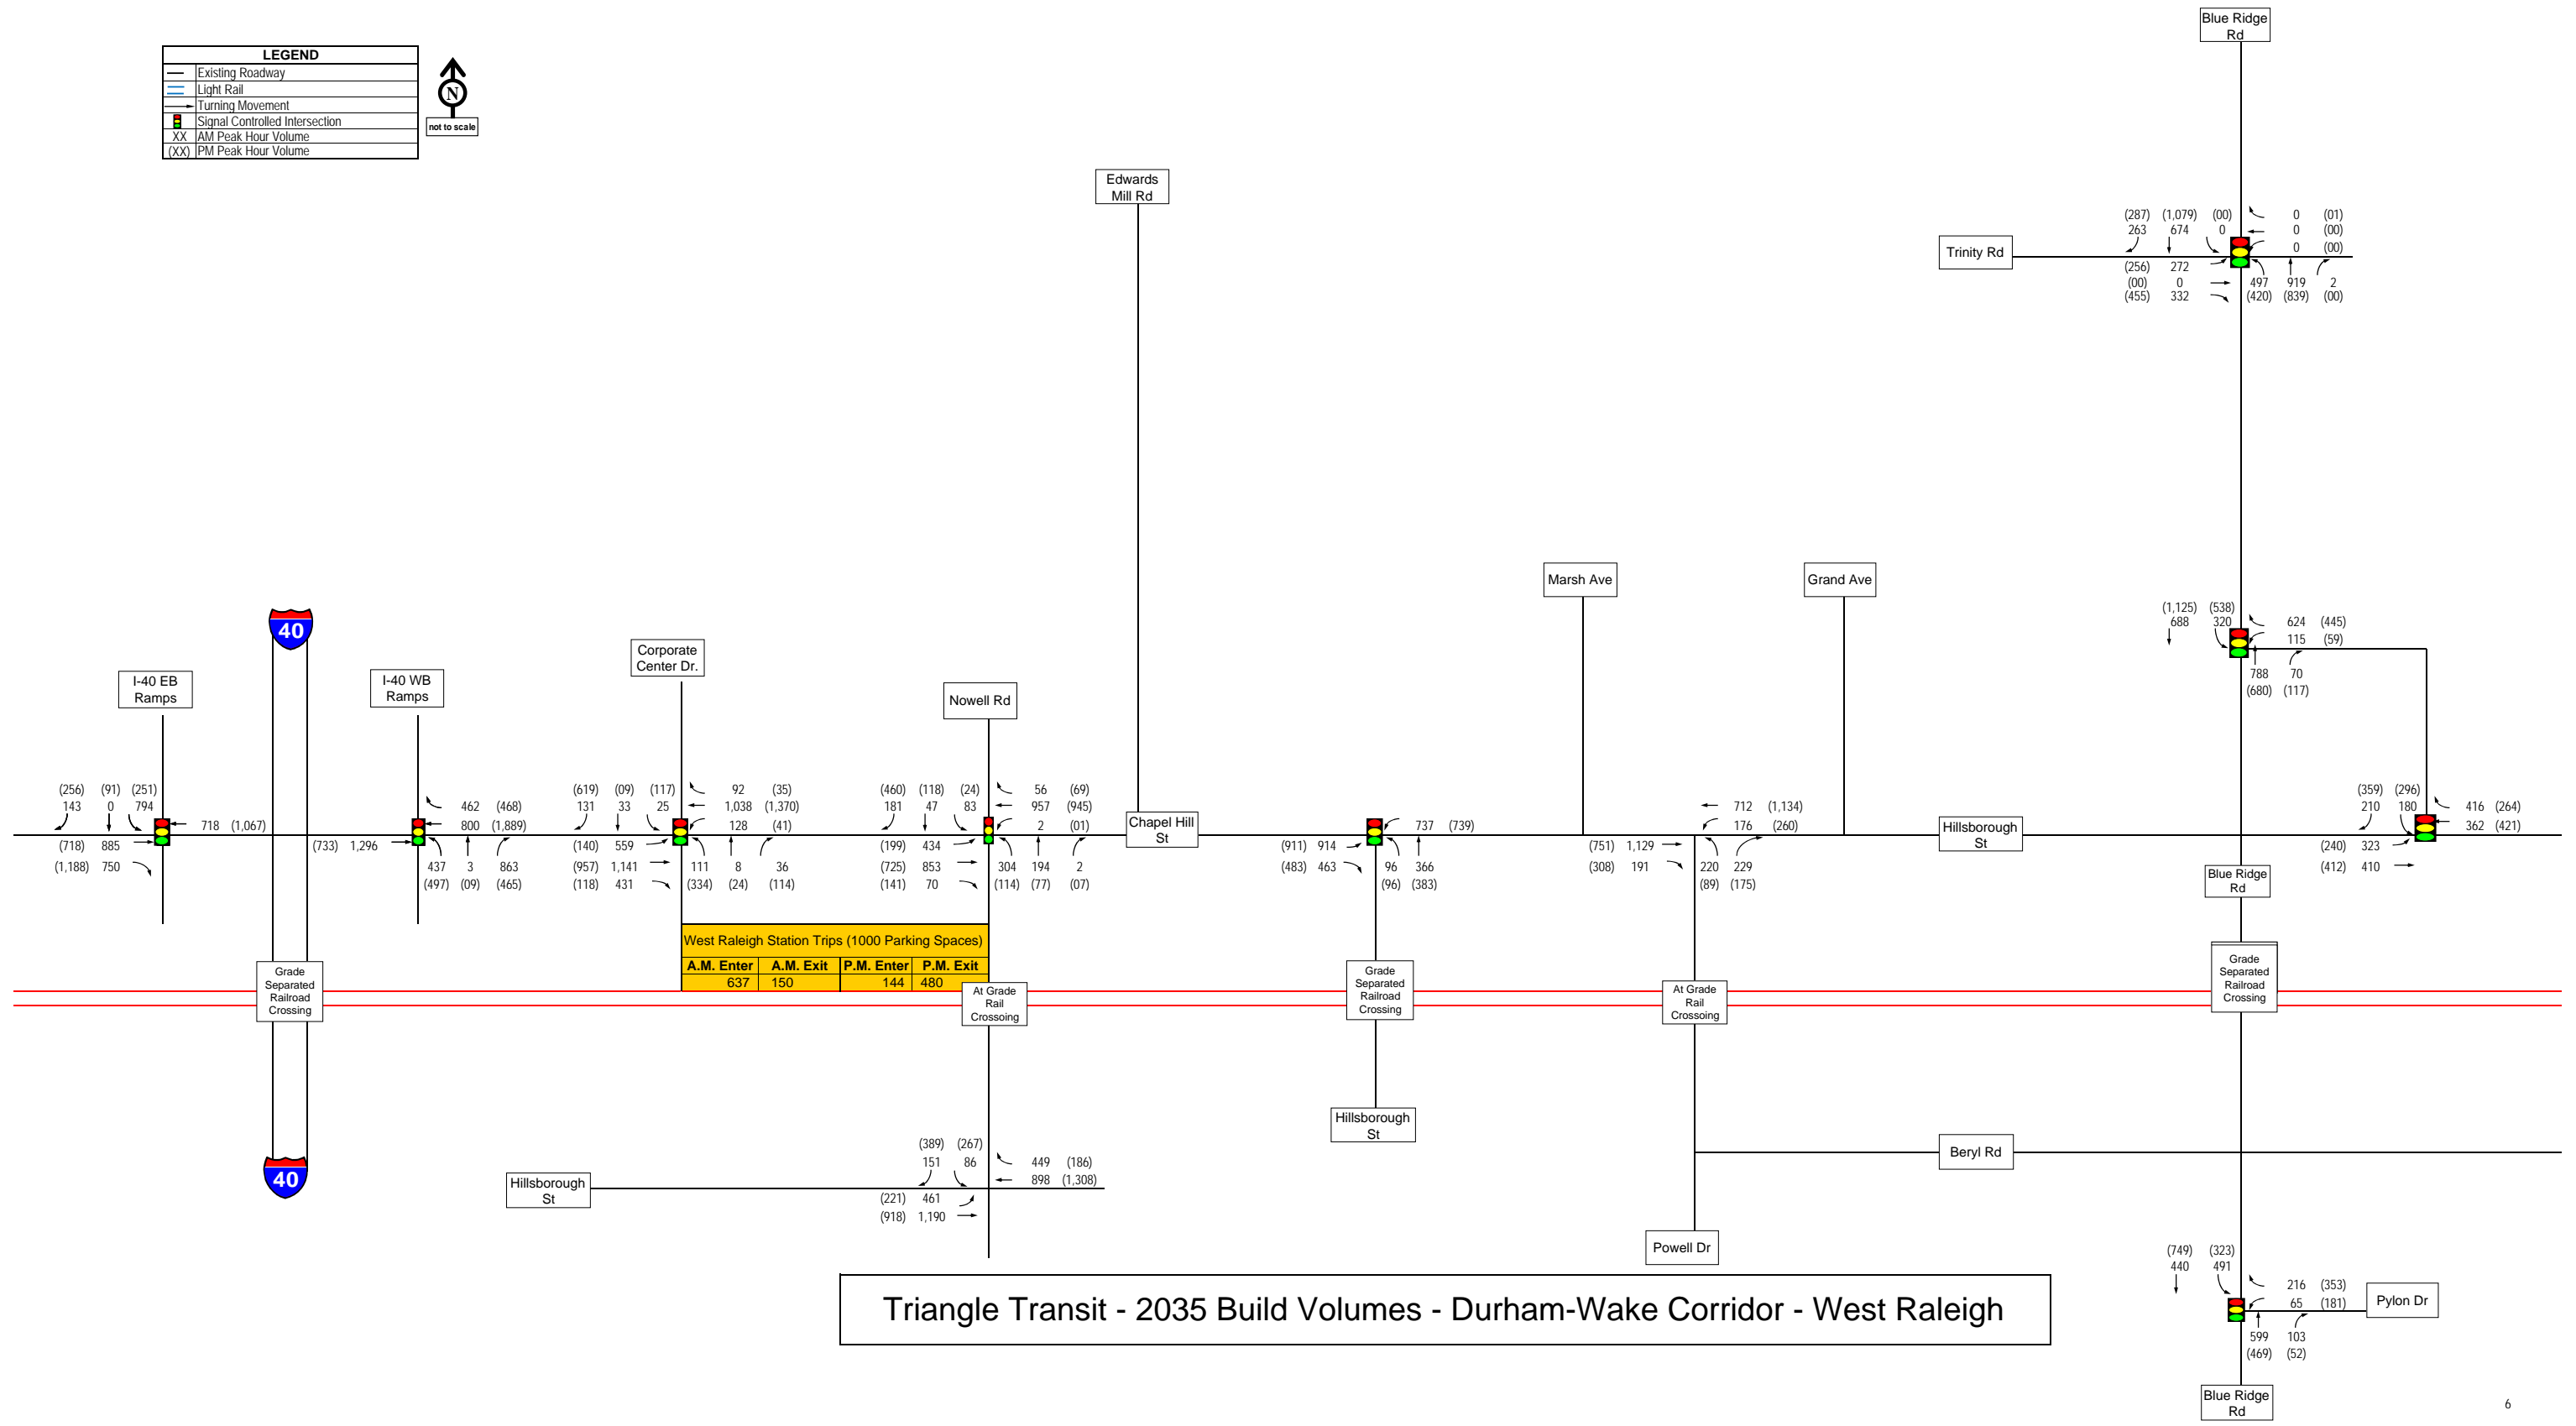 Blue Ridge
Rd
LEGEND
Existing Roadway
Light Rail
Turning Movement
Signal Controlled Intersection
XX AM Peak Hour Volume
(XX) PM Peak Hour Volume
N
not to scale
Edwards
Mill Rd
(287) (1,079) (00) 0 (01)
263 674 0 0 (00)
0 (00)
Trinity Rd
(256) 272
(00) 0 497 919 2
(455) 332 (420) (839) (00)
Marsh Ave
Grand Ave
40
(1,125) (538)
688 320 624 (445)
115 (59)
788 70
(680) (117)
Corporate
Center Dr.
I-40 EB
Ramps
I-40 WB
Ramps
Nowell Rd
(256) (91) (251)
143 0 794
718 (1,067)
(718) 885
(1,188) 750
462 (468)
800 (1,889)
(733) 1,296
437 3 863
(497) (09) (465)
(619) (09) (117) 92 (35)
131 33 25 1,038 (1,370)
128 (41)
(140) 559
(957) 1,141 111 8 36
(118) 431 (334) (24) (114)
(460) (118) (24) 56 (69)
181 47 83 957 (945)
2 (01)
(199) 434
(725) 853 304 194 2
(141) 70 (114) (77) (07)
Chapel Hill
St
737 (739)
(911) 914
(483) 463 96 366
(96) (383)
712 (1,134)
176 (260)
(751) 1,129
(308) 191 220 229
(89) (175)
Hillsborough
St
(359) (296)
210 180 416 (264)
362 (421)
(240) 323
(412) 410
Blue Ridge
Rd
West Raleigh Station Trips (1000 Parking Spaces)
A.M. Enter A.M. Exit P.M. Enter P.M. Exit
637 150 144 480
Grade
Separated
Railroad
Crossing
At Grade
Rail
Crossoing
Grade
Separated
Railroad
Crossing
At Grade
Rail
Crossoing
Grade
Separated
Railroad
Crossing
Hillsborough
St
40
(389) (267)
151 86 449 (186)
898 (1,308)
Hillsborough
St
(221) 461
(918) 1,190
Beryl Rd
Powell Dr
(749) (323)
440 491 216 (353)
65 (181)
Pylon Dr
599 103
(469) (52)
Triangle Transit - 2035 Build Volumes - Durham-Wake Corridor - West Raleigh
Blue Ridge
Rd
6